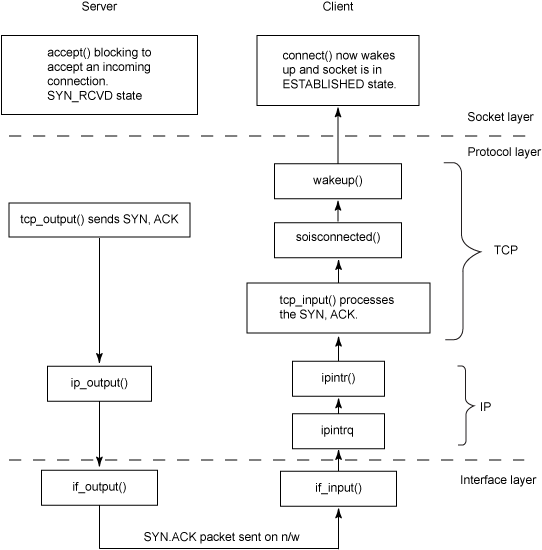 Server
Client
accept() blocking to
accept an incoming
connection.
SYN_RCVD state
connect() now wakes
up and socket is in
ESTABLISHED state.
Socket layer
Protocol layer
wakeup()
tcp_output() sends SYN, ACK
soisconnected()
TCP
tcp_input() processes
the SYN, ACK.
ip_output()
ipintr()
IP
ipintrq
if_output()
if_input()
Interface layer
SYN.ACK packet sent on n/w